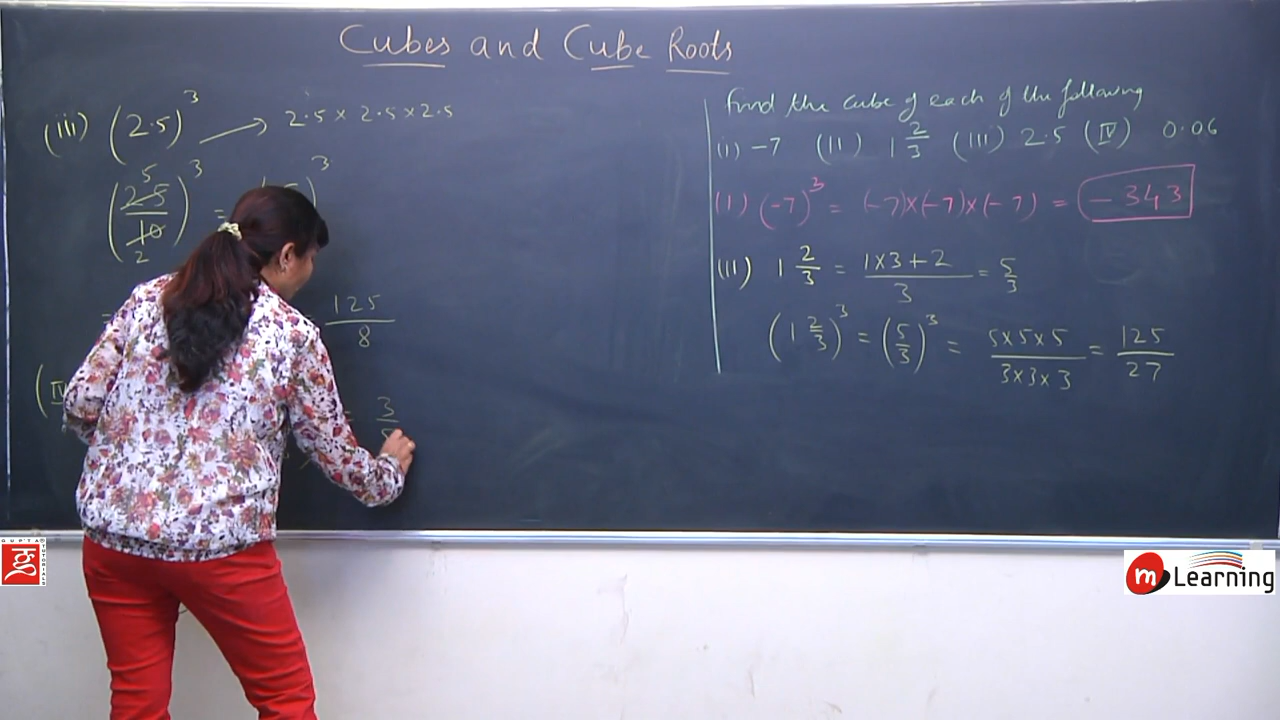 Cubes and Cube Roots
(iii) (2.5)³ → 2.5 × 2.5 × 2.5
5
(25/10)³ =
2
125/8
(IV
= 3/5
Find the cube of each of the following
(i) -7 (II) 1 2/3 (III) 2.5 (IV) 0.06
(I) (-7)³ = (-7)×(-7)×(-7) = -343
(II) 1 2/3 = 1×3+2/3 = 5/3
(1 2/3)³ = (5/3)³ = 5×5×5/3×3×3 = 125/27
GUPTA TUTORIALS
m Learning